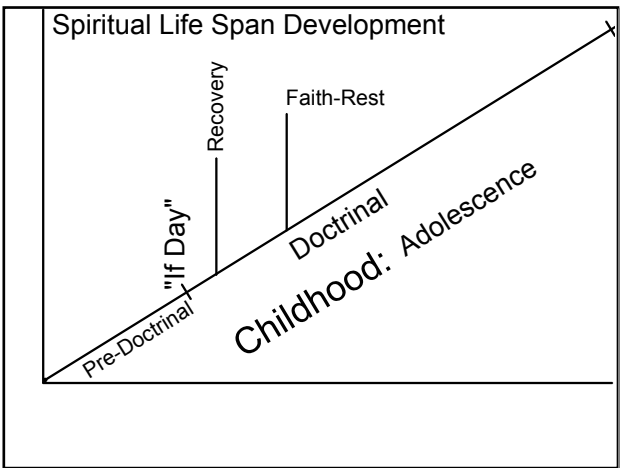 Spiritual Life Span Development
Recovery
Faith-Rest
"If Day"
Doctrinal
Pre-Doctrinal
Childhood: Adolescence